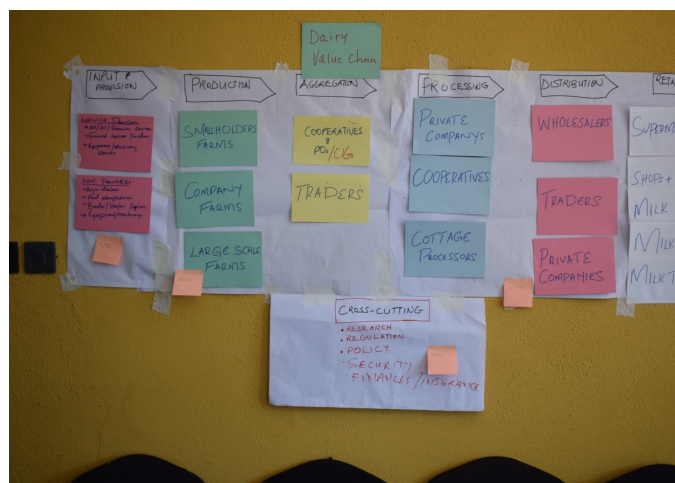 Dairy
Value Chain
INPUT &
PROVISION
PRODUCTION
AGGREGATION
PROCESSING
DISTRIBUTION
RETA
SMALLHOLDERS
FARMS
COMPANY
FARMS
LARGE SCALE
FARMS
COOPERATIVES
&
POs/CIGs
TRADERS
PRIVATE
COMPANYS
COOPERATIVES
COTTAGE
PROCESSORS
WHOLESALERS
TRADERS
PRIVATE
COMPANIES
SUPERM
SHOPS +
MILK
MILK
MILK T
CROSS-CUTTING
• RESEARCH
• REGULATION
• POLICY
• SECURITY
• FINANCES/INSURANCE